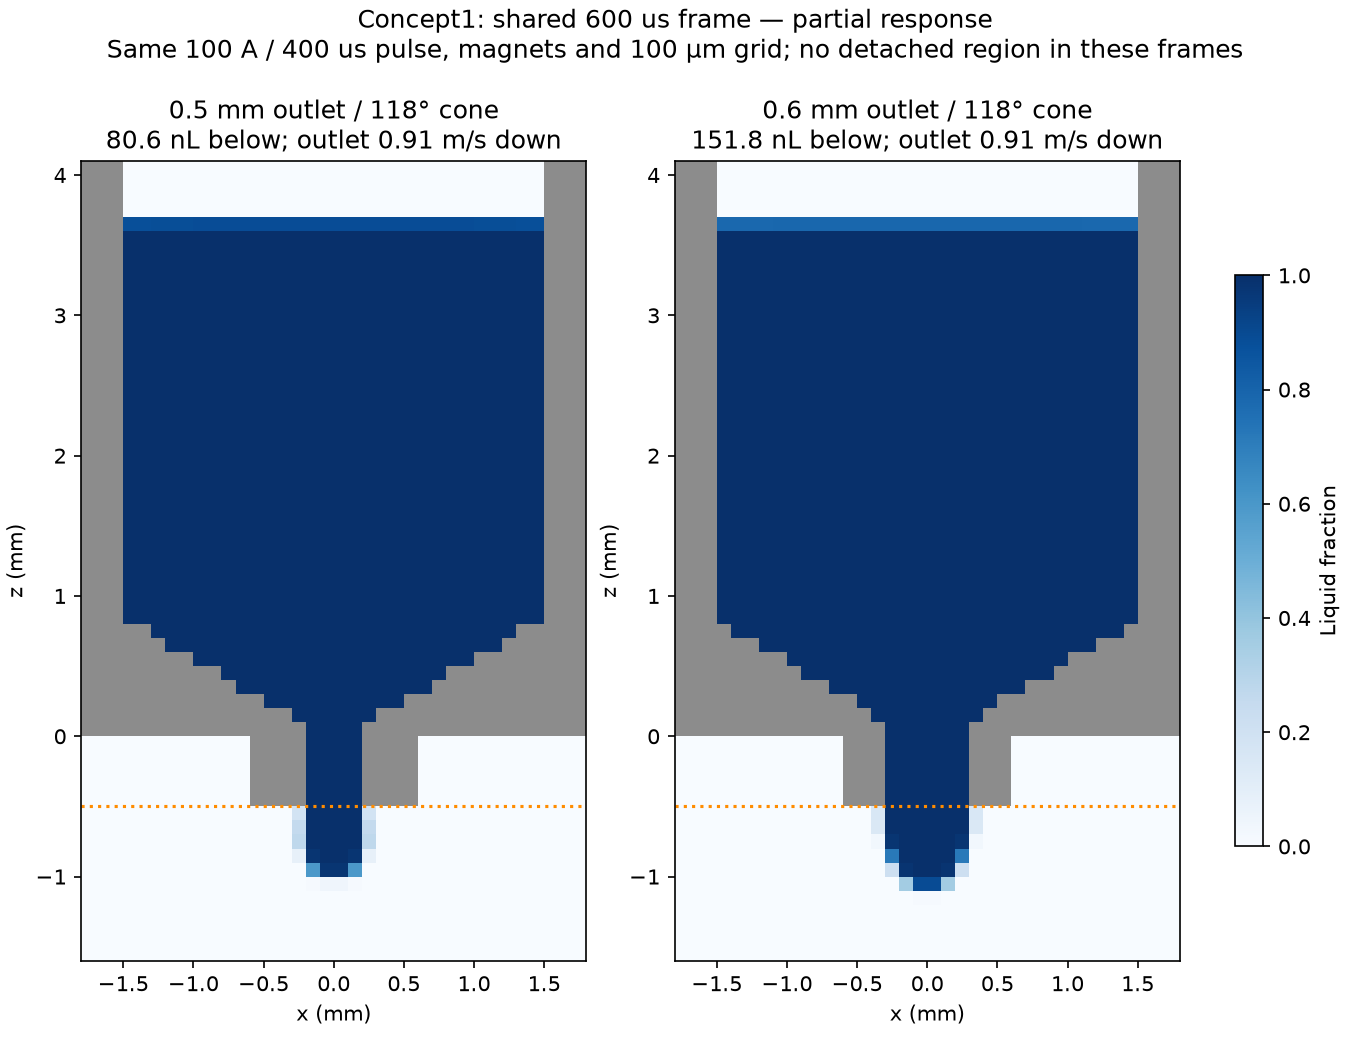 Concept1: shared 600 us frame — partial response
Same 100 A / 400 us pulse, magnets and 100 µm grid; no detached region in these frames
0.5 mm outlet / 118° cone
80.6 nL below; outlet 0.91 m/s down
4
3
2
1
0
−1
z (mm)
−1.5 −1.0 −0.5 0.0 0.5 1.0 1.5
x (mm)
0.6 mm outlet / 118° cone
151.8 nL below; outlet 0.91 m/s down
4
3
2
1
0
−1
z (mm)
−1.5 −1.0 −0.5 0.0 0.5 1.0 1.5
x (mm)
1.0
0.8
0.6
0.4
0.2
0.0
Liquid fraction